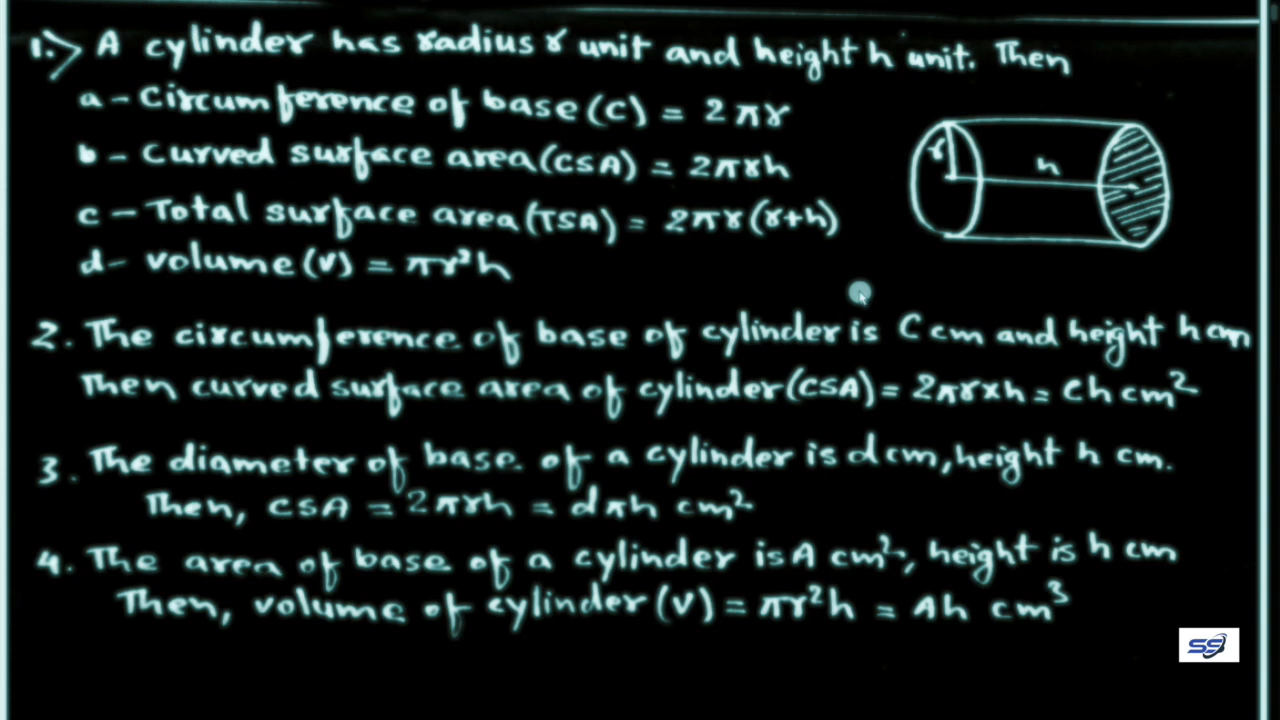 1.> A cylinder has radius r unit and height h unit. Then
a - Circumference of base (C) = 2πr
b - Curved surface area (CSA) = 2πrh
c - Total surface area (TSA) = 2πr(r+h)
d - volume (V) = πr²h
r
h
2. The circumference of base of cylinder is C cm and height h cm
Then curved surface area of cylinder (CSA) = 2πr×h = Ch cm²
3. The diameter of base of a cylinder is d cm, height h cm.
Then, CSA = 2πrh = dπh cm²
4. The area of base of a cylinder is A cm², height is h cm
Then, volume of cylinder (V) = πr²h = Ah cm³
SS